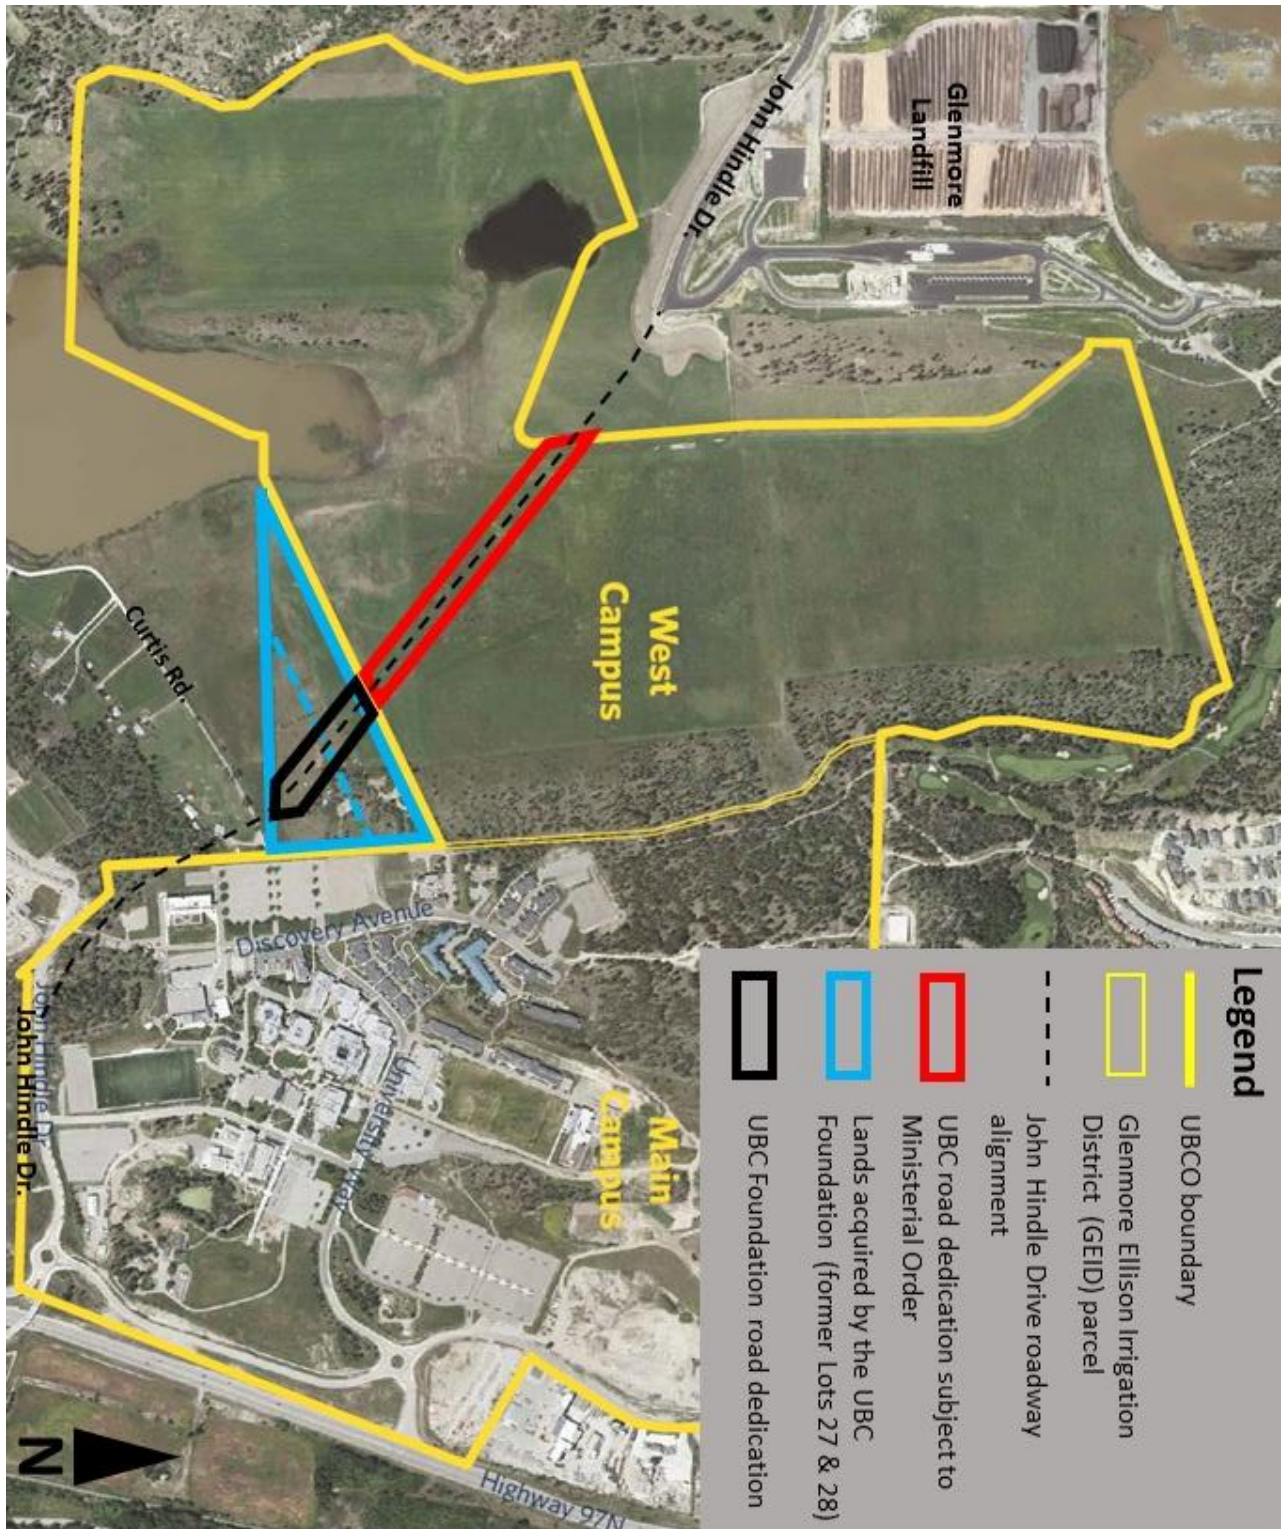 Glenmore
Landfill
John Hindle Dr.
West
Campus
Curtis Rd.
Discovery Avenue
University Way
Main
Campus
John Hindle Dr.
John Hindle Dr.
Highway 97N
N
Legend
UBCO boundary
Glenmore Ellison Irrigation
District (GEID) parcel
John Hindle Drive roadway
alignment
UBC road dedication subject to
Ministerial Order
Lands acquired by the UBC
Foundation (former Lots 27 & 28)
UBC Foundation road dedication